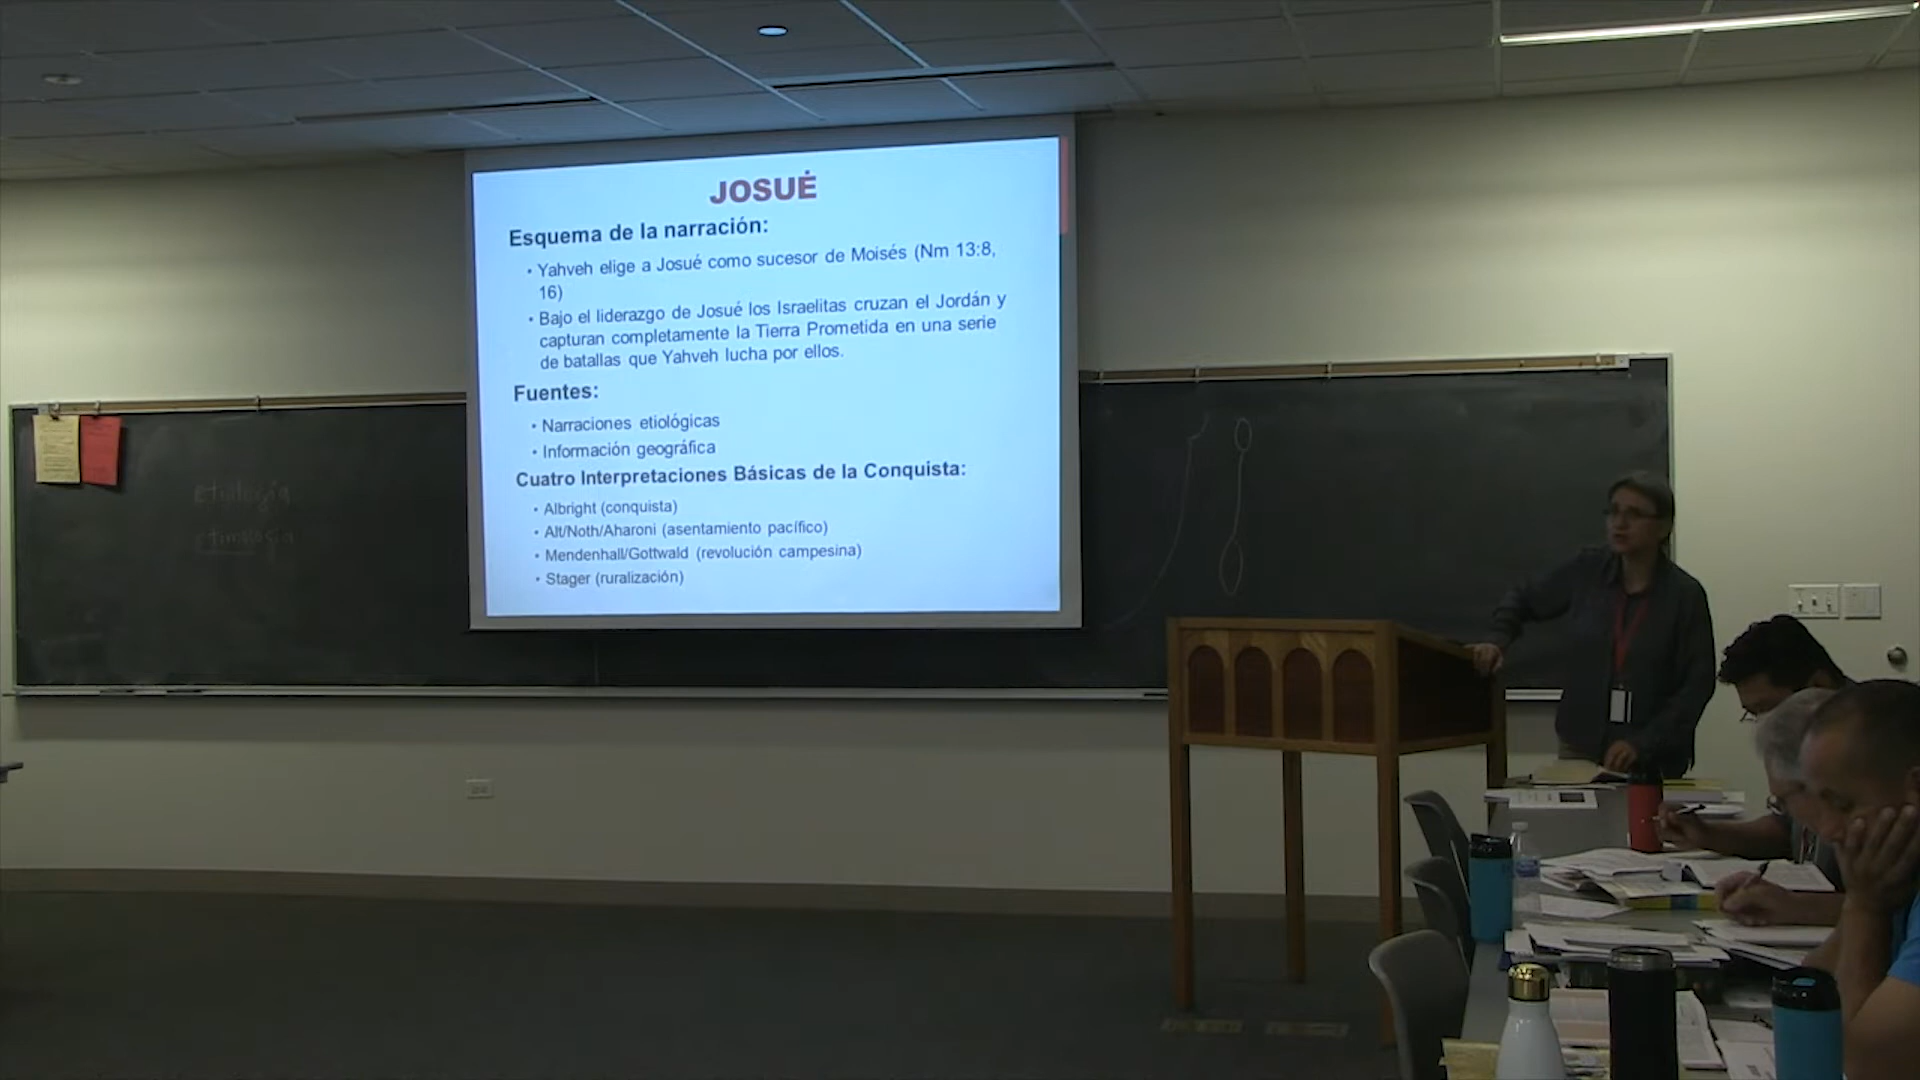 JOSUĖ
Esquema de la narración:
• Yahveh elige a Josué como sucesor de Moisés (Nm 13:8,
16)
• Bajo el liderazgo de Josué los Israelitas cruzan el Jordán y
capturan completamente la Tierra Prometida en una serie
de batallas que Yahveh lucha por ellos.
Fuentes:
• Narraciones etiológicas
• Información geográfica
Cuatro Interpretaciones Básicas de la Conquista:
• Albright (conquista)
• Alt/Noth/Aharoni (asentamiento pacífico)
• Mendenhall/Gottwald (revolución campesina)
• Stager (ruralización)
etiología